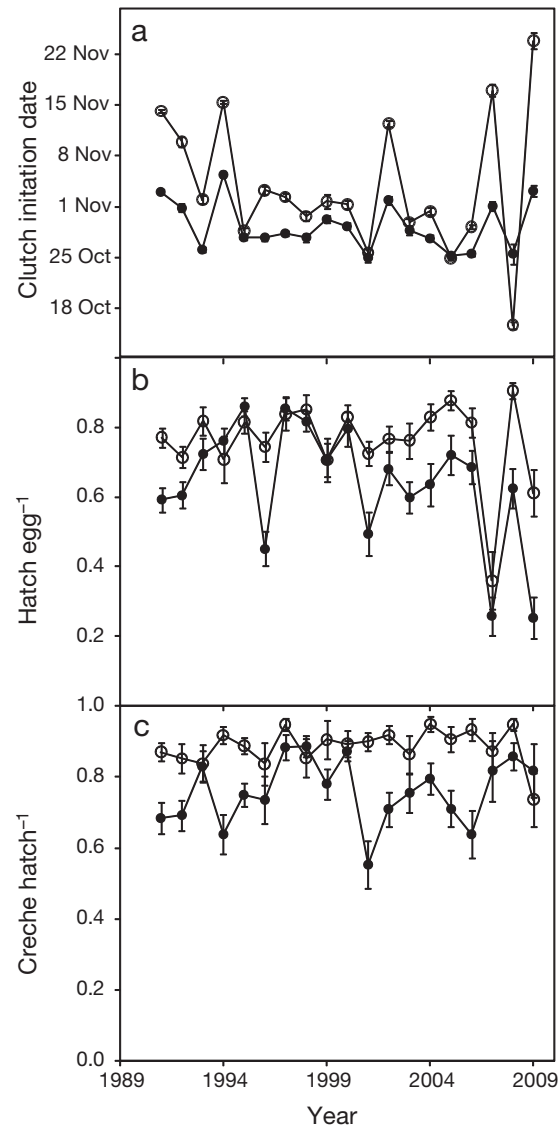 a
22 Nov
15 Nov
8 Nov
1 Nov
25 Oct
18 Oct
Clutch initation date
b
0.8
0.6
0.4
0.2
Hatch egg⁻¹
c
1.0
0.8
0.6
0.4
0.2
0.0
Creche hatch⁻¹
1989 1994 1999 2004 2009
Year